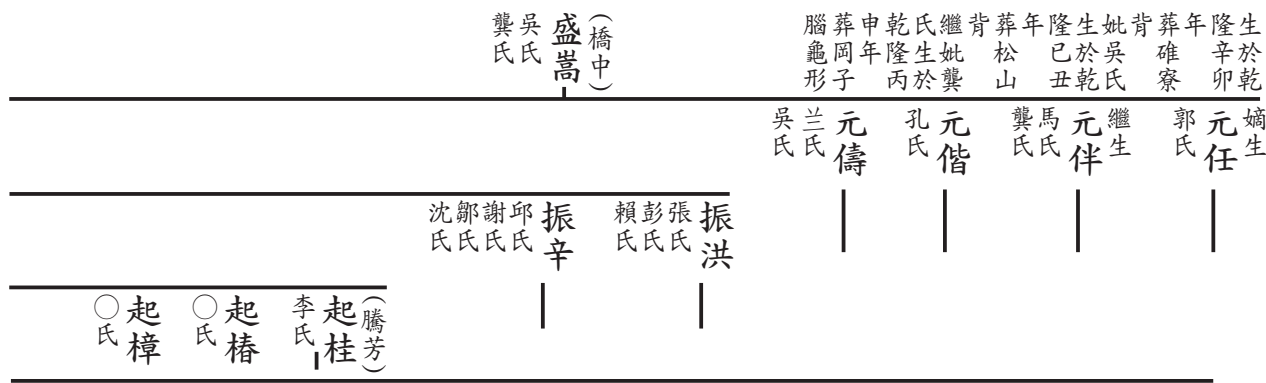 生於乾
隆辛卯
年
葬碓寮
背
妣吳氏
生於乾
隆已丑
年
葬松山
背
繼妣龔
氏生於
乾隆丙
申年
葬岡子
腦龜形
(橋中)
盛嵩
吳氏
龔氏
嫡生
元任
郭氏
繼生
元伴
馬氏
龔氏
元偕
孔氏
元儔
兰氏
吳氏
振洪
張氏
彭氏
賴氏
振辛
邱氏
謝氏
鄒氏
沈氏
(騰芳)
起桂
李氏
起椿
○氏
起樟
○氏